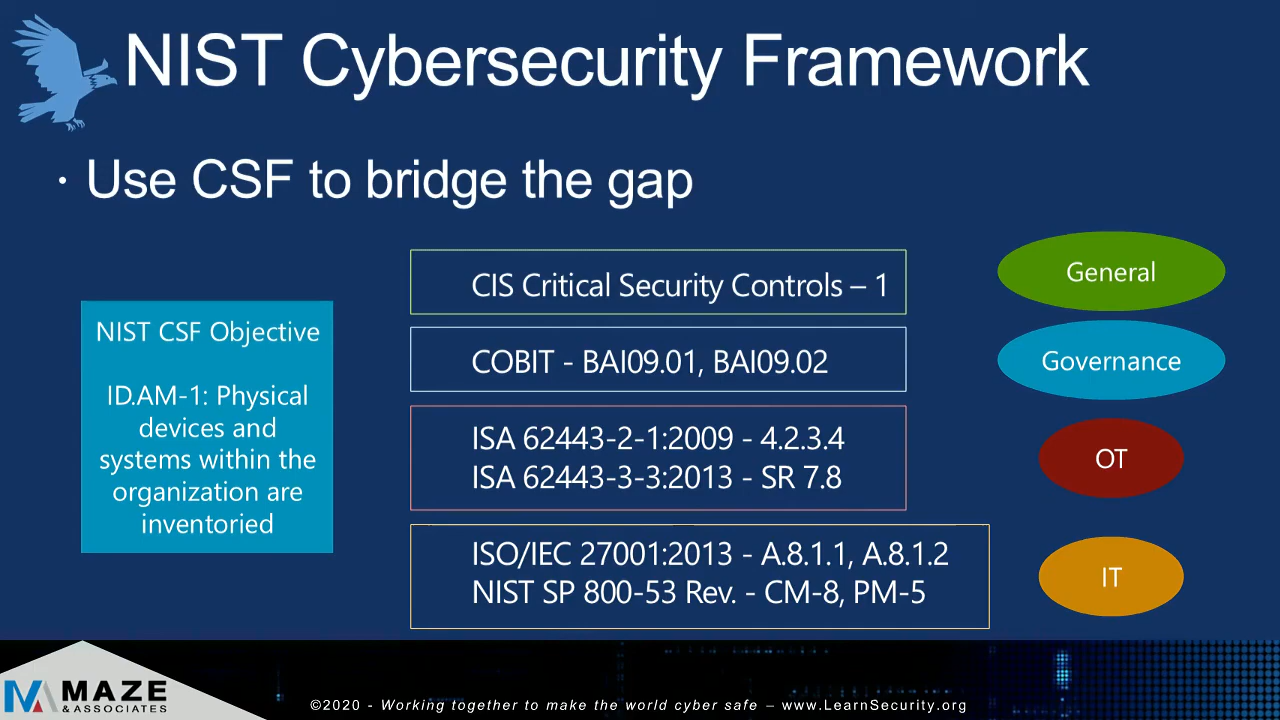 NIST Cybersecurity Framework
· Use CSF to bridge the gap
NIST CSF Objective
ID.AM-1: Physical
devices and
systems within the
organization are
inventoried
CIS Critical Security Controls – 1
General
COBIT - BAI09.01, BAI09.02
Governance
ISA 62443-2-1:2009 - 4.2.3.4
ISA 62443-3-3:2013 - SR 7.8
OT
ISO/IEC 27001:2013 - A.8.1.1, A.8.1.2
NIST SP 800-53 Rev. - CM-8, PM-5
IT
MAZE
& ASSOCIATES
©2020 - Working together to make the world cyber safe – www.LearnSecurity.org